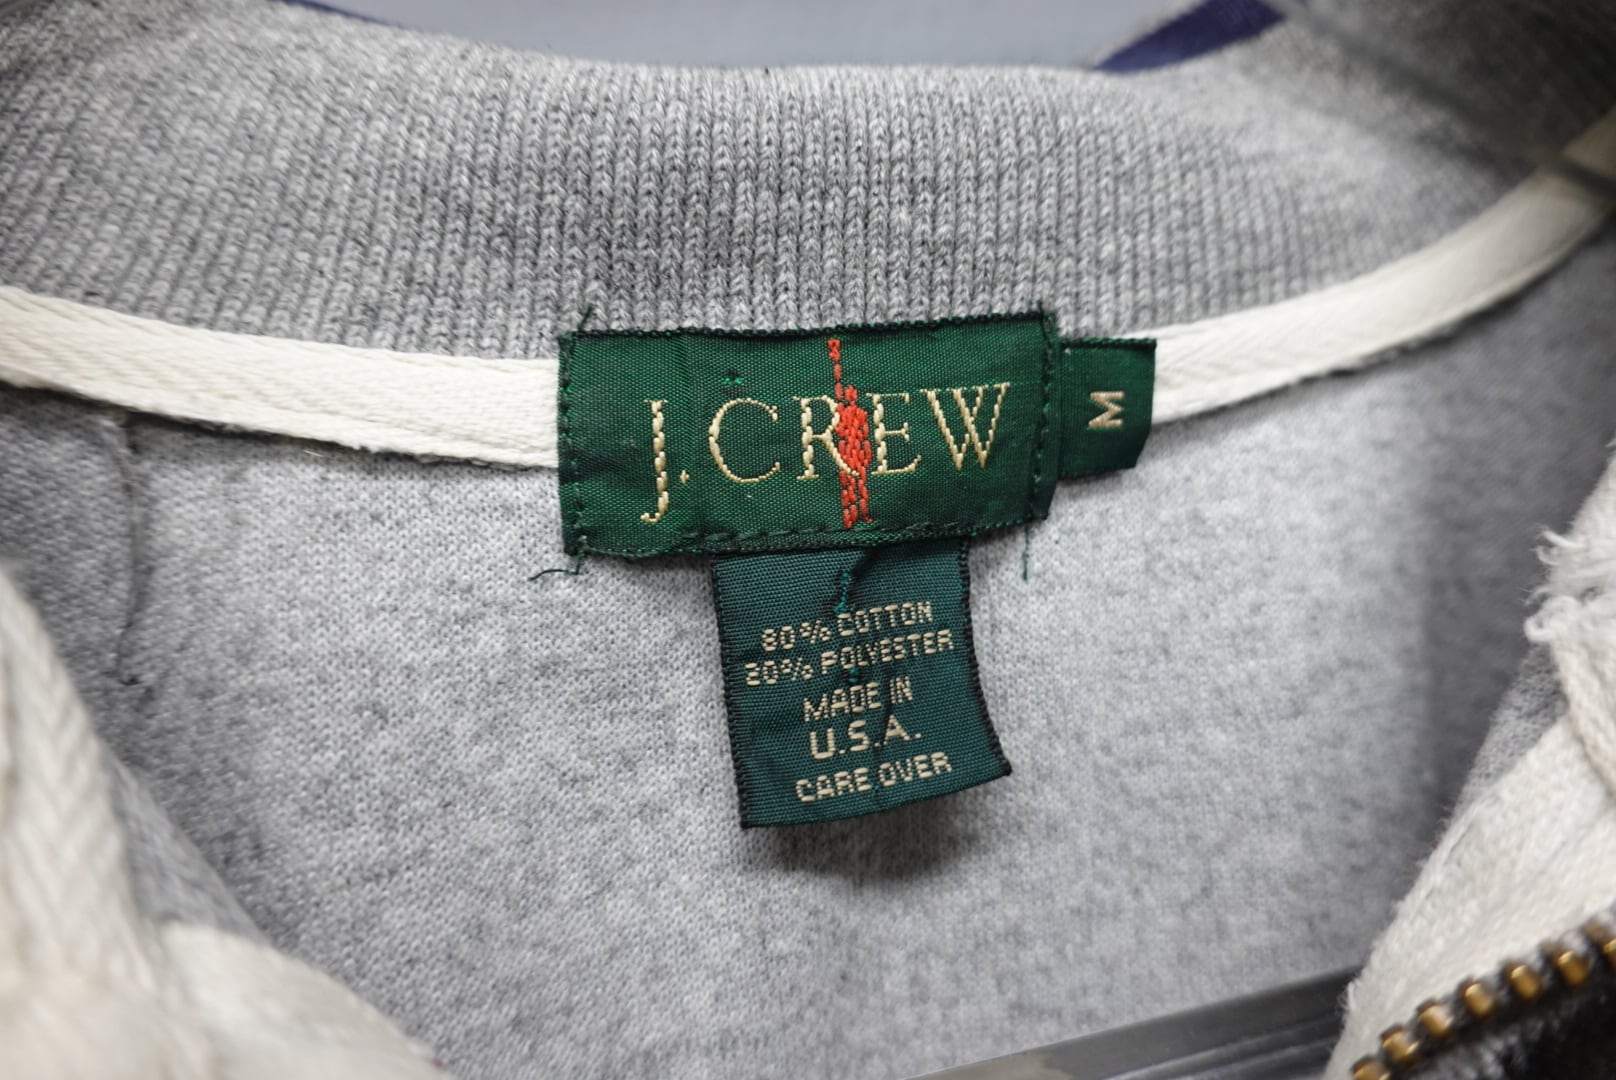 J.CREW
M
80% COTTON
20% POLYESTER
MADE IN
U.S.A.
CARE OVER